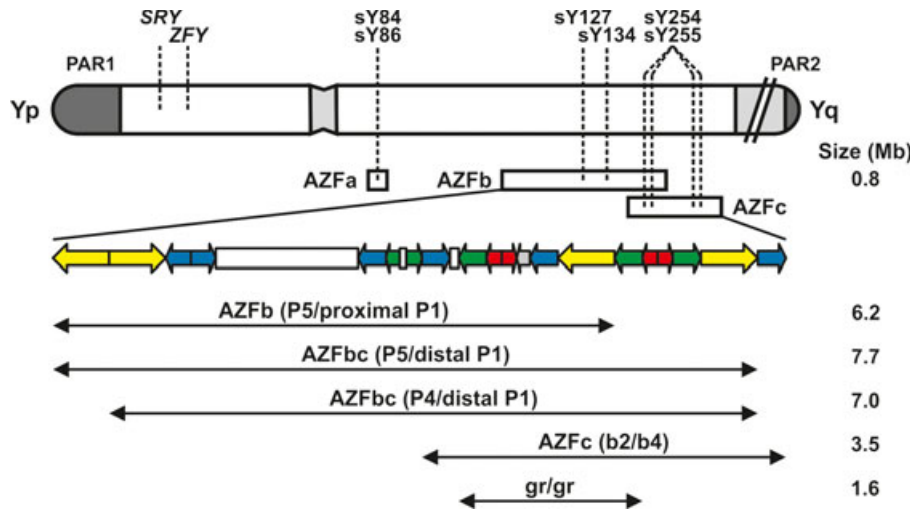 SRY
ZFY
sY84
sY86
sY127
sY134
sY254
sY255
PAR1
PAR2
Yp
Yq
Size (Mb)
AZFa
AZFb
0.8
AZFc
AZFb (P5/proximal P1)
6.2
AZFbc (P5/distal P1)
7.7
AZFbc (P4/distal P1)
7.0
AZFc (b2/b4)
3.5
gr/gr
1.6